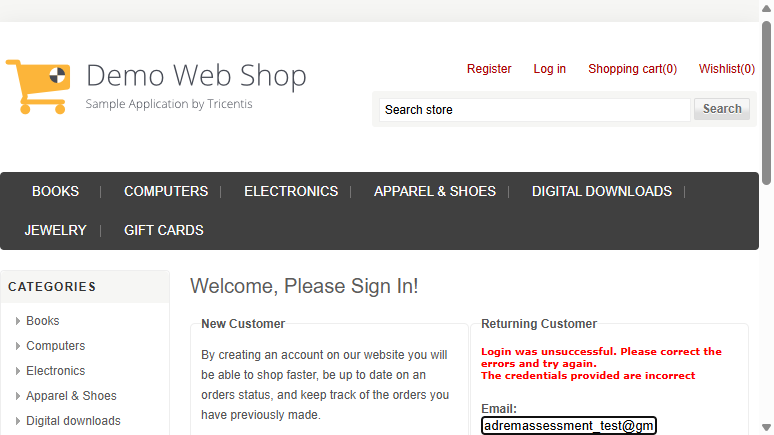 Demo Web Shop
Sample Application by Tricentis
Register Log in Shopping cart(0) Wishlist(0)
Search store Search
BOOKS COMPUTERS ELECTRONICS APPAREL & SHOES DIGITAL DOWNLOADS
JEWELRY GIFT CARDS
CATEGORIES
Books
Computers
Electronics
Apparel & Shoes
Digital downloads
Welcome, Please Sign In!
New Customer
By creating an account on our website you will
be able to shop faster, be up to date on an
orders status, and keep track of the orders you
have previously made.
Returning Customer
Login was unsuccessful. Please correct the
errors and try again.
The credentials provided are incorrect
Email:
adremassessment_test@gm